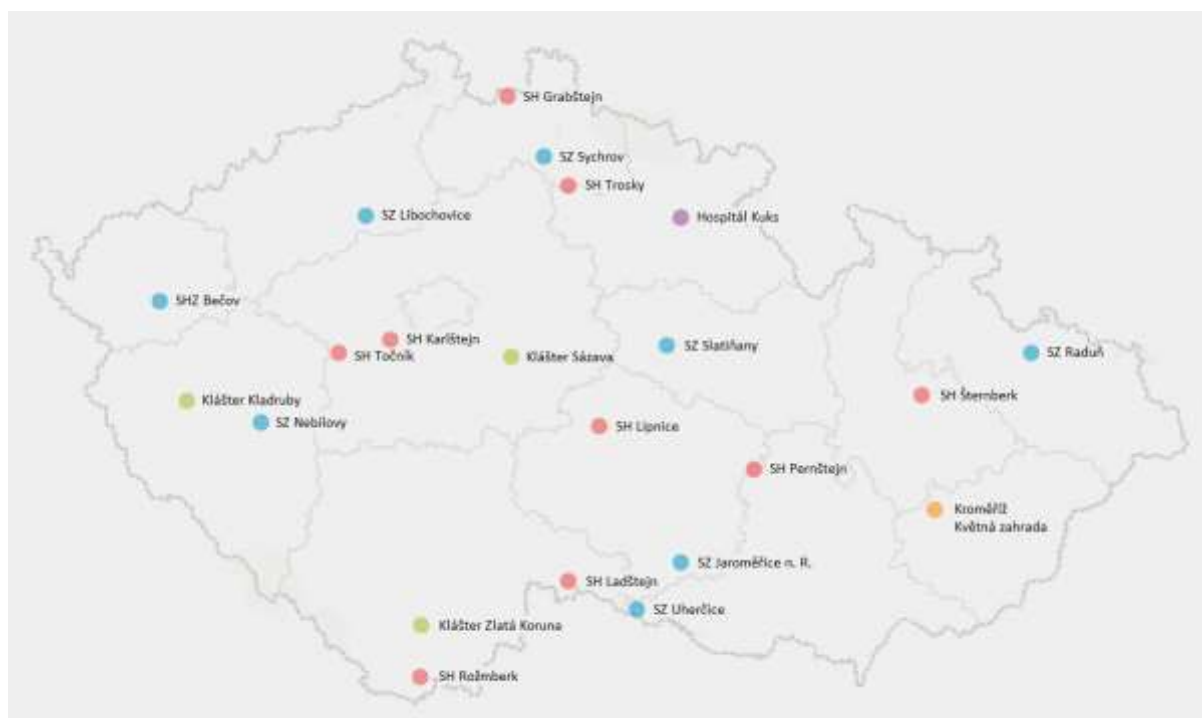 SH Grabštejn
SZ Sychrov
SH Trosky
SZ Libochovice
Hospitál Kuks
SHZ Bečov
SH Karlštejn
SH Točník
Klášter Sázava
SZ Slatiňany
SZ Raduň
Klášter Kladruby
SH Šternberk
SZ Nebílovy
SH Lipnice
SH Pernštejn
Kroměříž
Květná zahrada
SZ Jaroměřice n. R.
SH Ladštejn
SZ Uherčice
Klášter Zlatá Koruna
SH Rožmberk